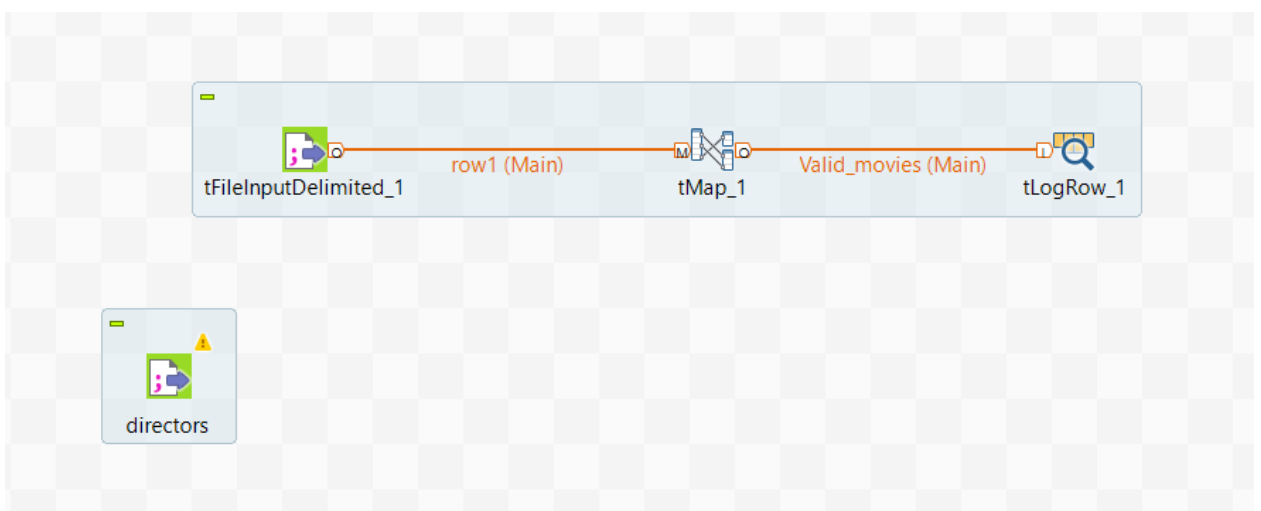 row1 (Main)
Valid_movies (Main)
tFileInputDelimited_1
tMap_1
tLogRow_1
directors